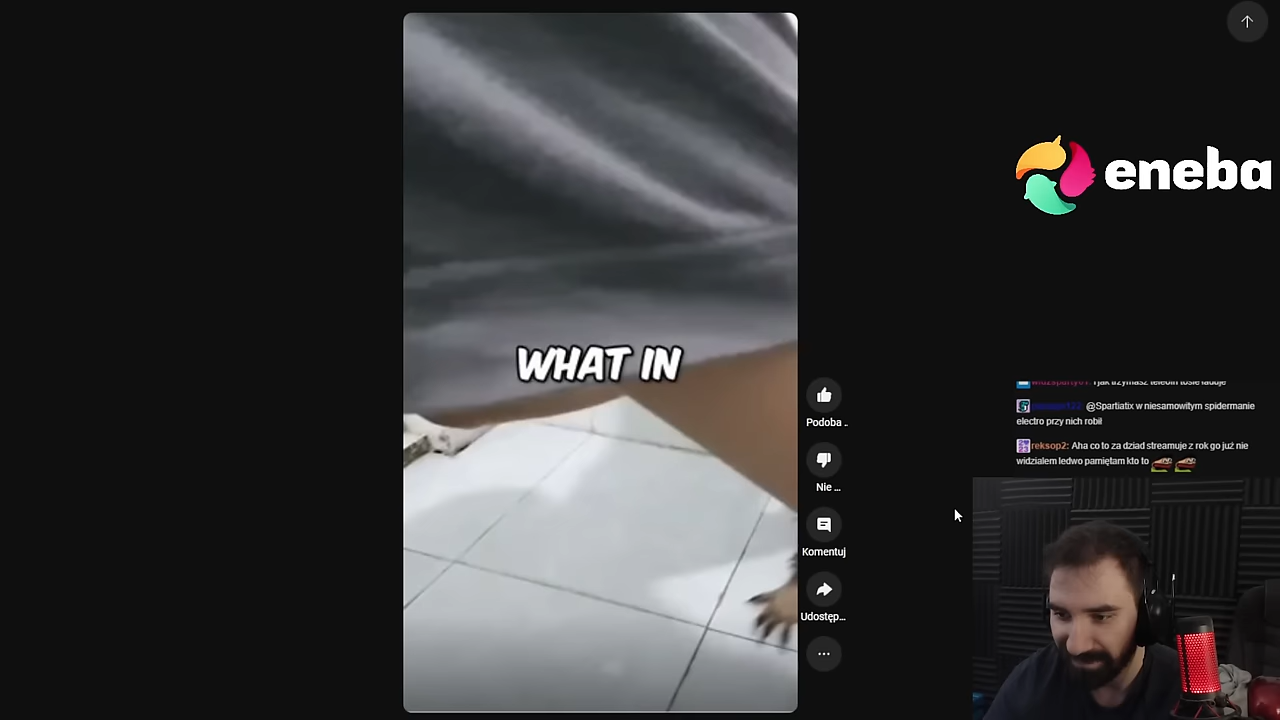 eneba
WHAT IN
@Spartiatix w niesamowitym spidermanie
electro przy nich robił
reksop2: Aha co to za dziad streamuje z rok go już nie
widziałem ledwo pamiętam kto to
Podoba ..
Nie ...
Komentuj
Udostęp...